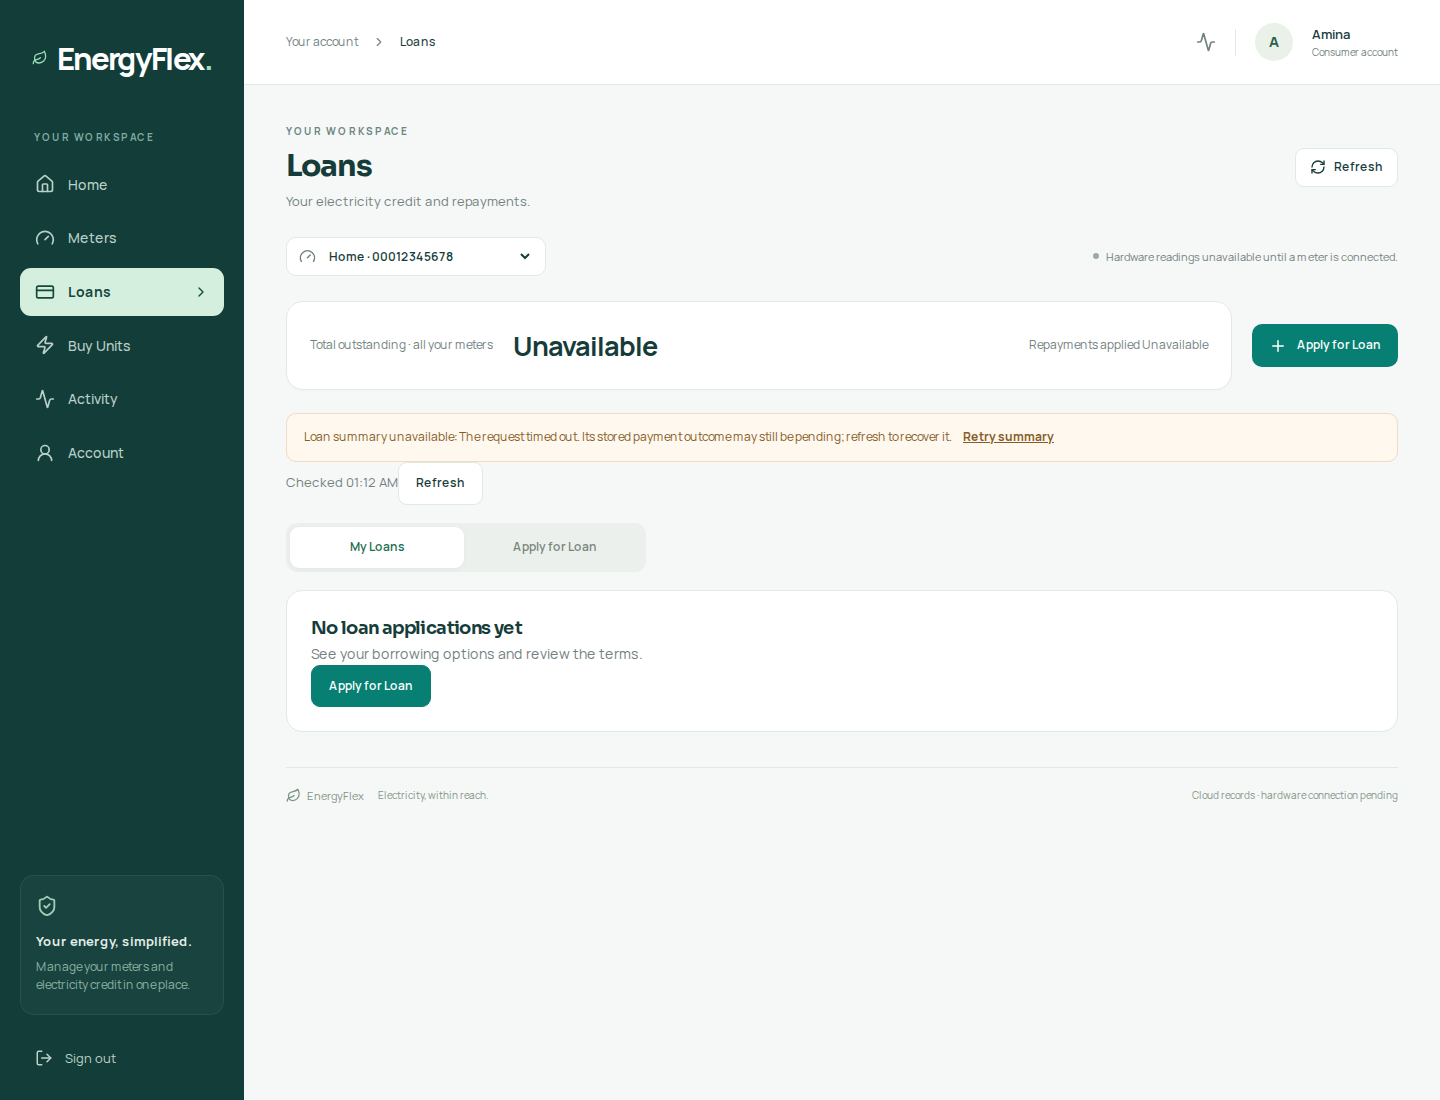 EnergyFlex.
YOUR WORKSPACE
Home
Meters
Loans
Buy Units
Activity
Account
Your energy, simplified.
Manage your meters and
electricity credit in one place.
Sign out
Your account > Loans
A
Amina
Consumer account
YOUR WORKSPACE
Loans
Your electricity credit and repayments.
Refresh
Home · 00012345678
Hardware readings unavailable until a meter is connected.
Total outstanding · all your meters Unavailable
Repayments applied Unavailable
+ Apply for Loan
Loan summary unavailable: The request timed out. Its stored payment outcome may still be pending; refresh to recover it. Retry summary
Checked 01:12 AM Refresh
My Loans
Apply for Loan
No loan applications yet
See your borrowing options and review the terms.
Apply for Loan
EnergyFlex Electricity, within reach.
Cloud records · hardware connection pending